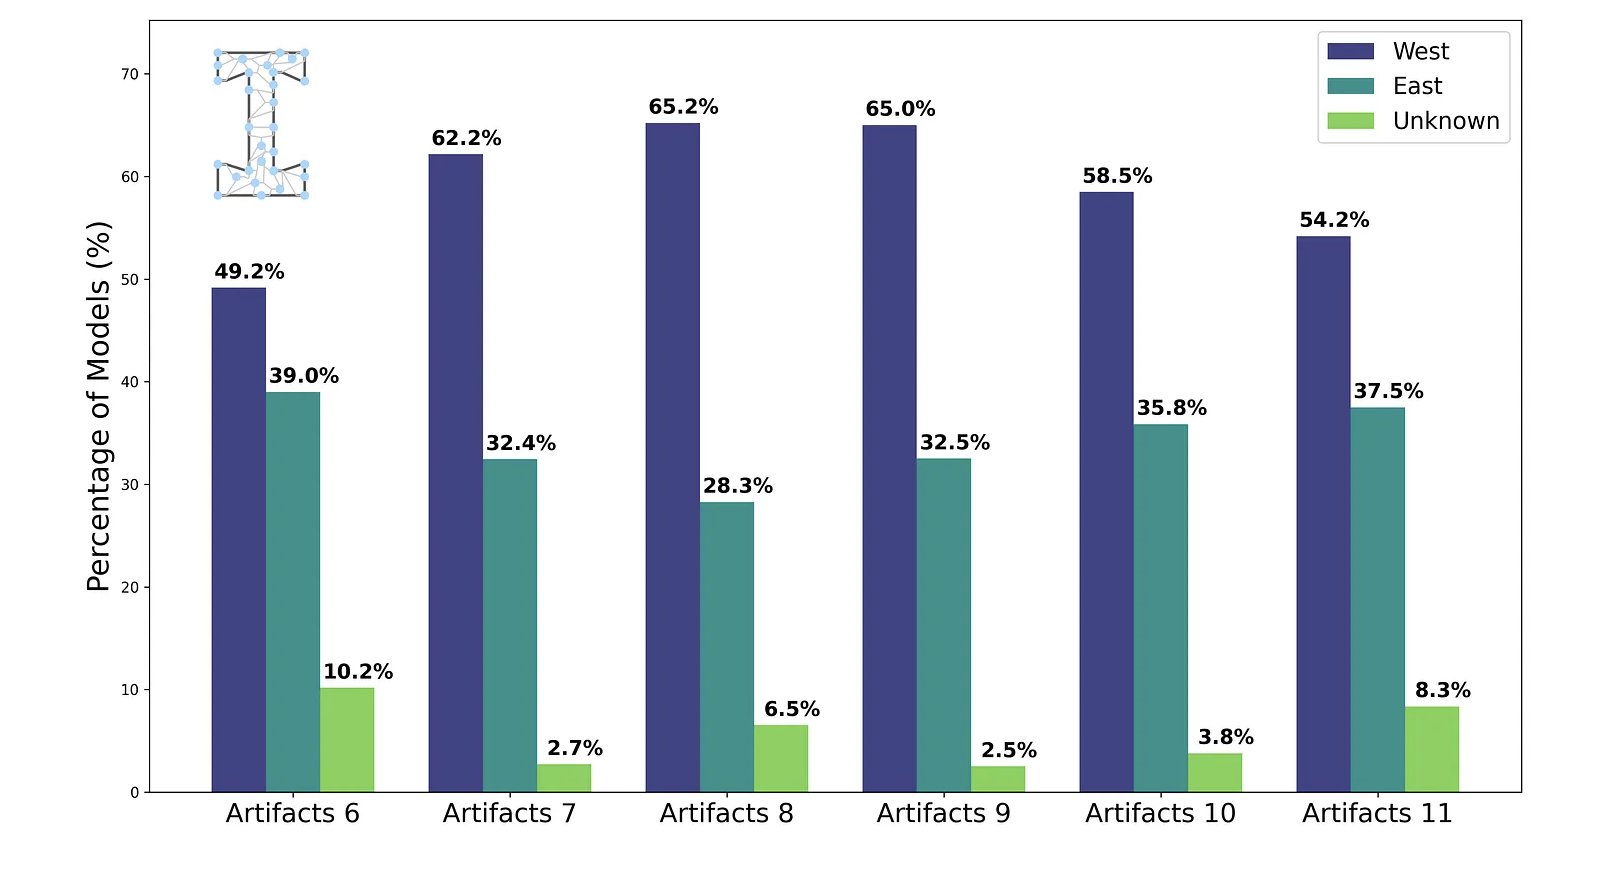 West
East
Unknown
Percentage of Models (%)
70
60
50
40
30
20
10
0
49.2%
39.0%
10.2%
62.2%
32.4%
2.7%
65.2%
28.3%
6.5%
65.0%
32.5%
2.5%
58.5%
35.8%
3.8%
54.2%
37.5%
8.3%
Artifacts 6
Artifacts 7
Artifacts 8
Artifacts 9
Artifacts 10
Artifacts 11